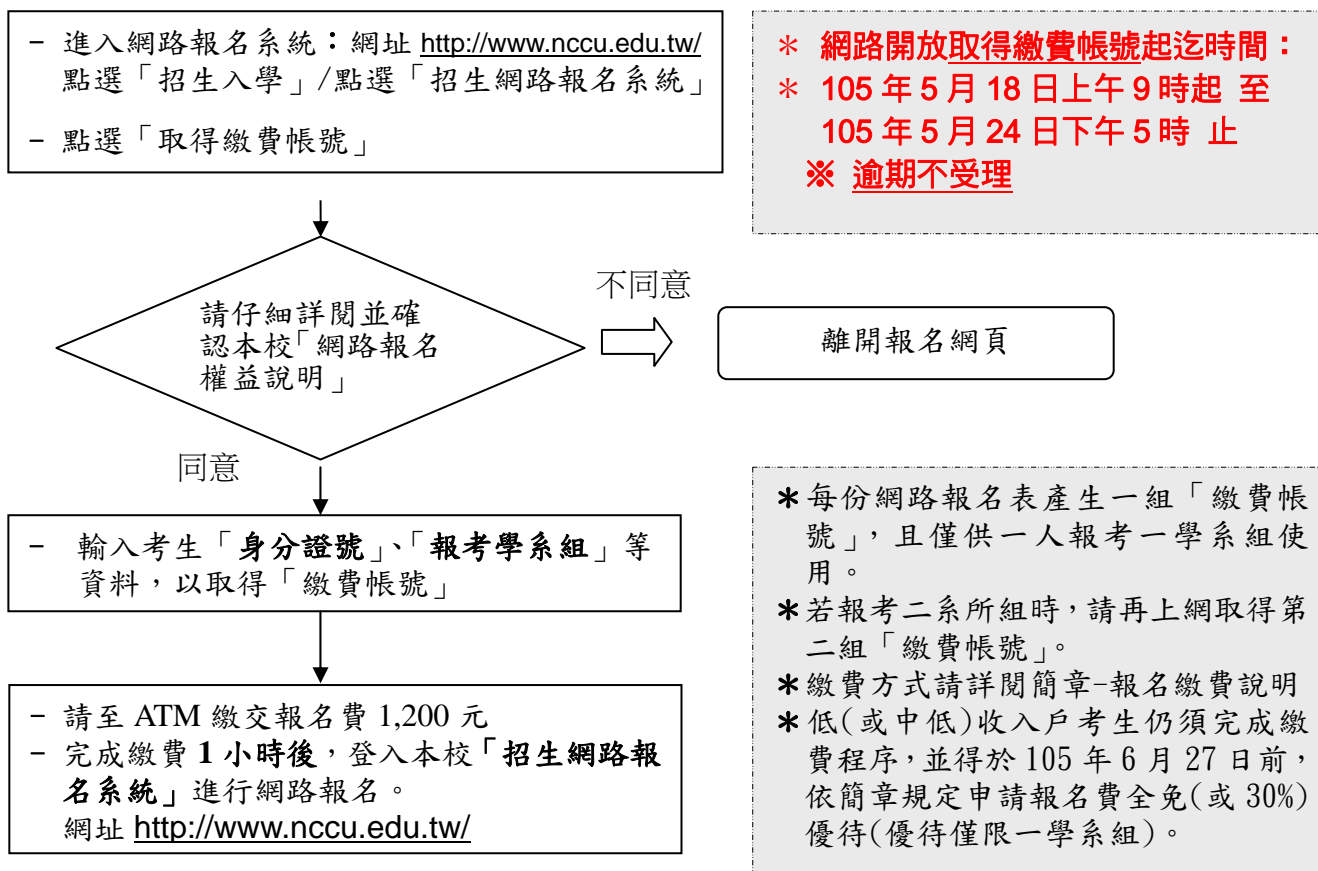 - 進入網路報名系統：網址 http://www.nccu.edu.tw/
點選「招生入學」/點選「招生網路報名系統」
- 點選「取得繳費帳號」
＊ 網路開放取得繳費帳號起迄時間：
＊ 105 年 5 月 18 日上午 9 時起 至
105 年 5 月 24 日下午 5 時 止
※ 逾期不受理
請仔細詳閱並確
認本校「網路報名
權益說明」
不同意
離開報名網頁
同意
- 輸入考生「身分證號」、「報考學系組」等
資料，以取得「繳費帳號」
- 請至 ATM 繳交報名費 1,200 元
- 完成繳費 1 小時後，登入本校「招生網路報
名系統」進行網路報名。
網址 http://www.nccu.edu.tw/
＊每份網路報名表產生一組「繳費帳
號」，且僅供一人報考一學系組使
用。
＊若報考二系所組時，請再上網取得第
二組「繳費帳號」。
＊繳費方式請詳閱簡章-報名繳費說明
＊低(或中低)收入戶考生仍須完成繳
費程序，並得於 105 年 6 月 27 日前，
依簡章規定申請報名費全免(或 30%)
優待(優待僅限一學系組)。